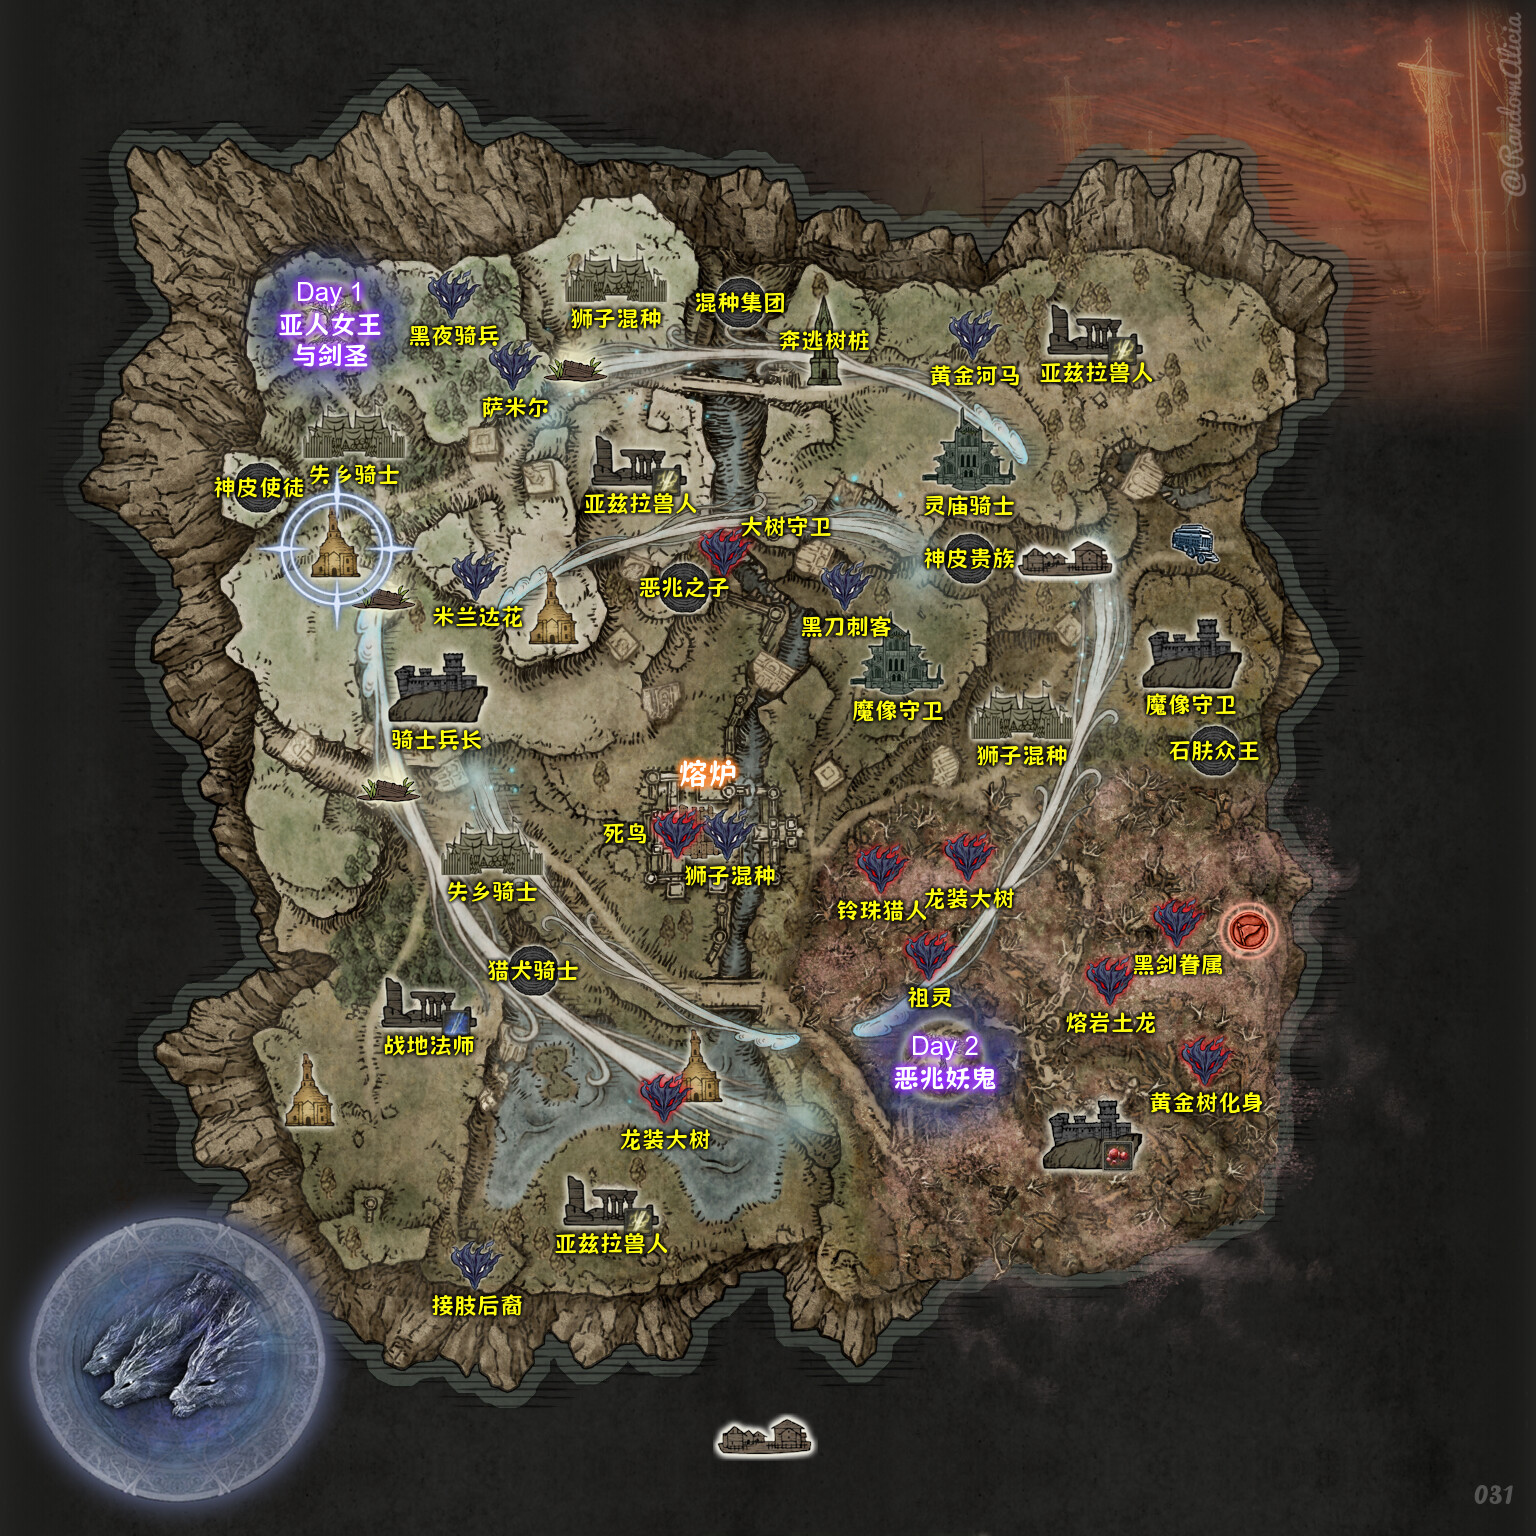 @RandomAlicia
Day 1
亚人女王
与剑圣
黑夜骑兵
狮子混种
混种集团
奔逃树桩
萨米尔
黄金河马
亚兹拉兽人
失乡骑士
神皮使徒
亚兹拉兽人
灵庙骑士
大树守卫
神皮贵族
恶兆之子
米兰达花
黑刀刺客
魔像守卫
魔像守卫
骑士兵长
狮子混种
石肤众王
熔炉
死鸟
狮子混种
失乡骑士
铃珠猎人
龙装大树
猎犬骑士
黑剑眷属
祖灵
熔岩土龙
战地法师
Day 2
恶兆妖鬼
黄金树化身
龙装大树
亚兹拉兽人
接肢后裔
031